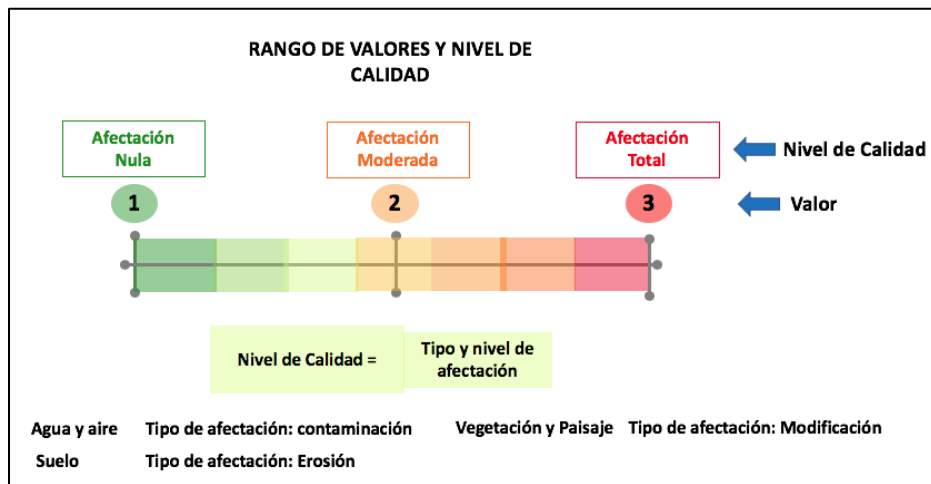 RANGO DE VALORES Y NIVEL DE
CALIDAD
Afectación
Nula
Afectación
Moderada
Afectación
Total
Nivel de Calidad
1
2
3
Valor
Nivel de Calidad =
Tipo y nivel de
afectación
Agua y aire Tipo de afectación: contaminación Vegetación y Paisaje Tipo de afectación: Modificación
Suelo Tipo de afectación: Erosión